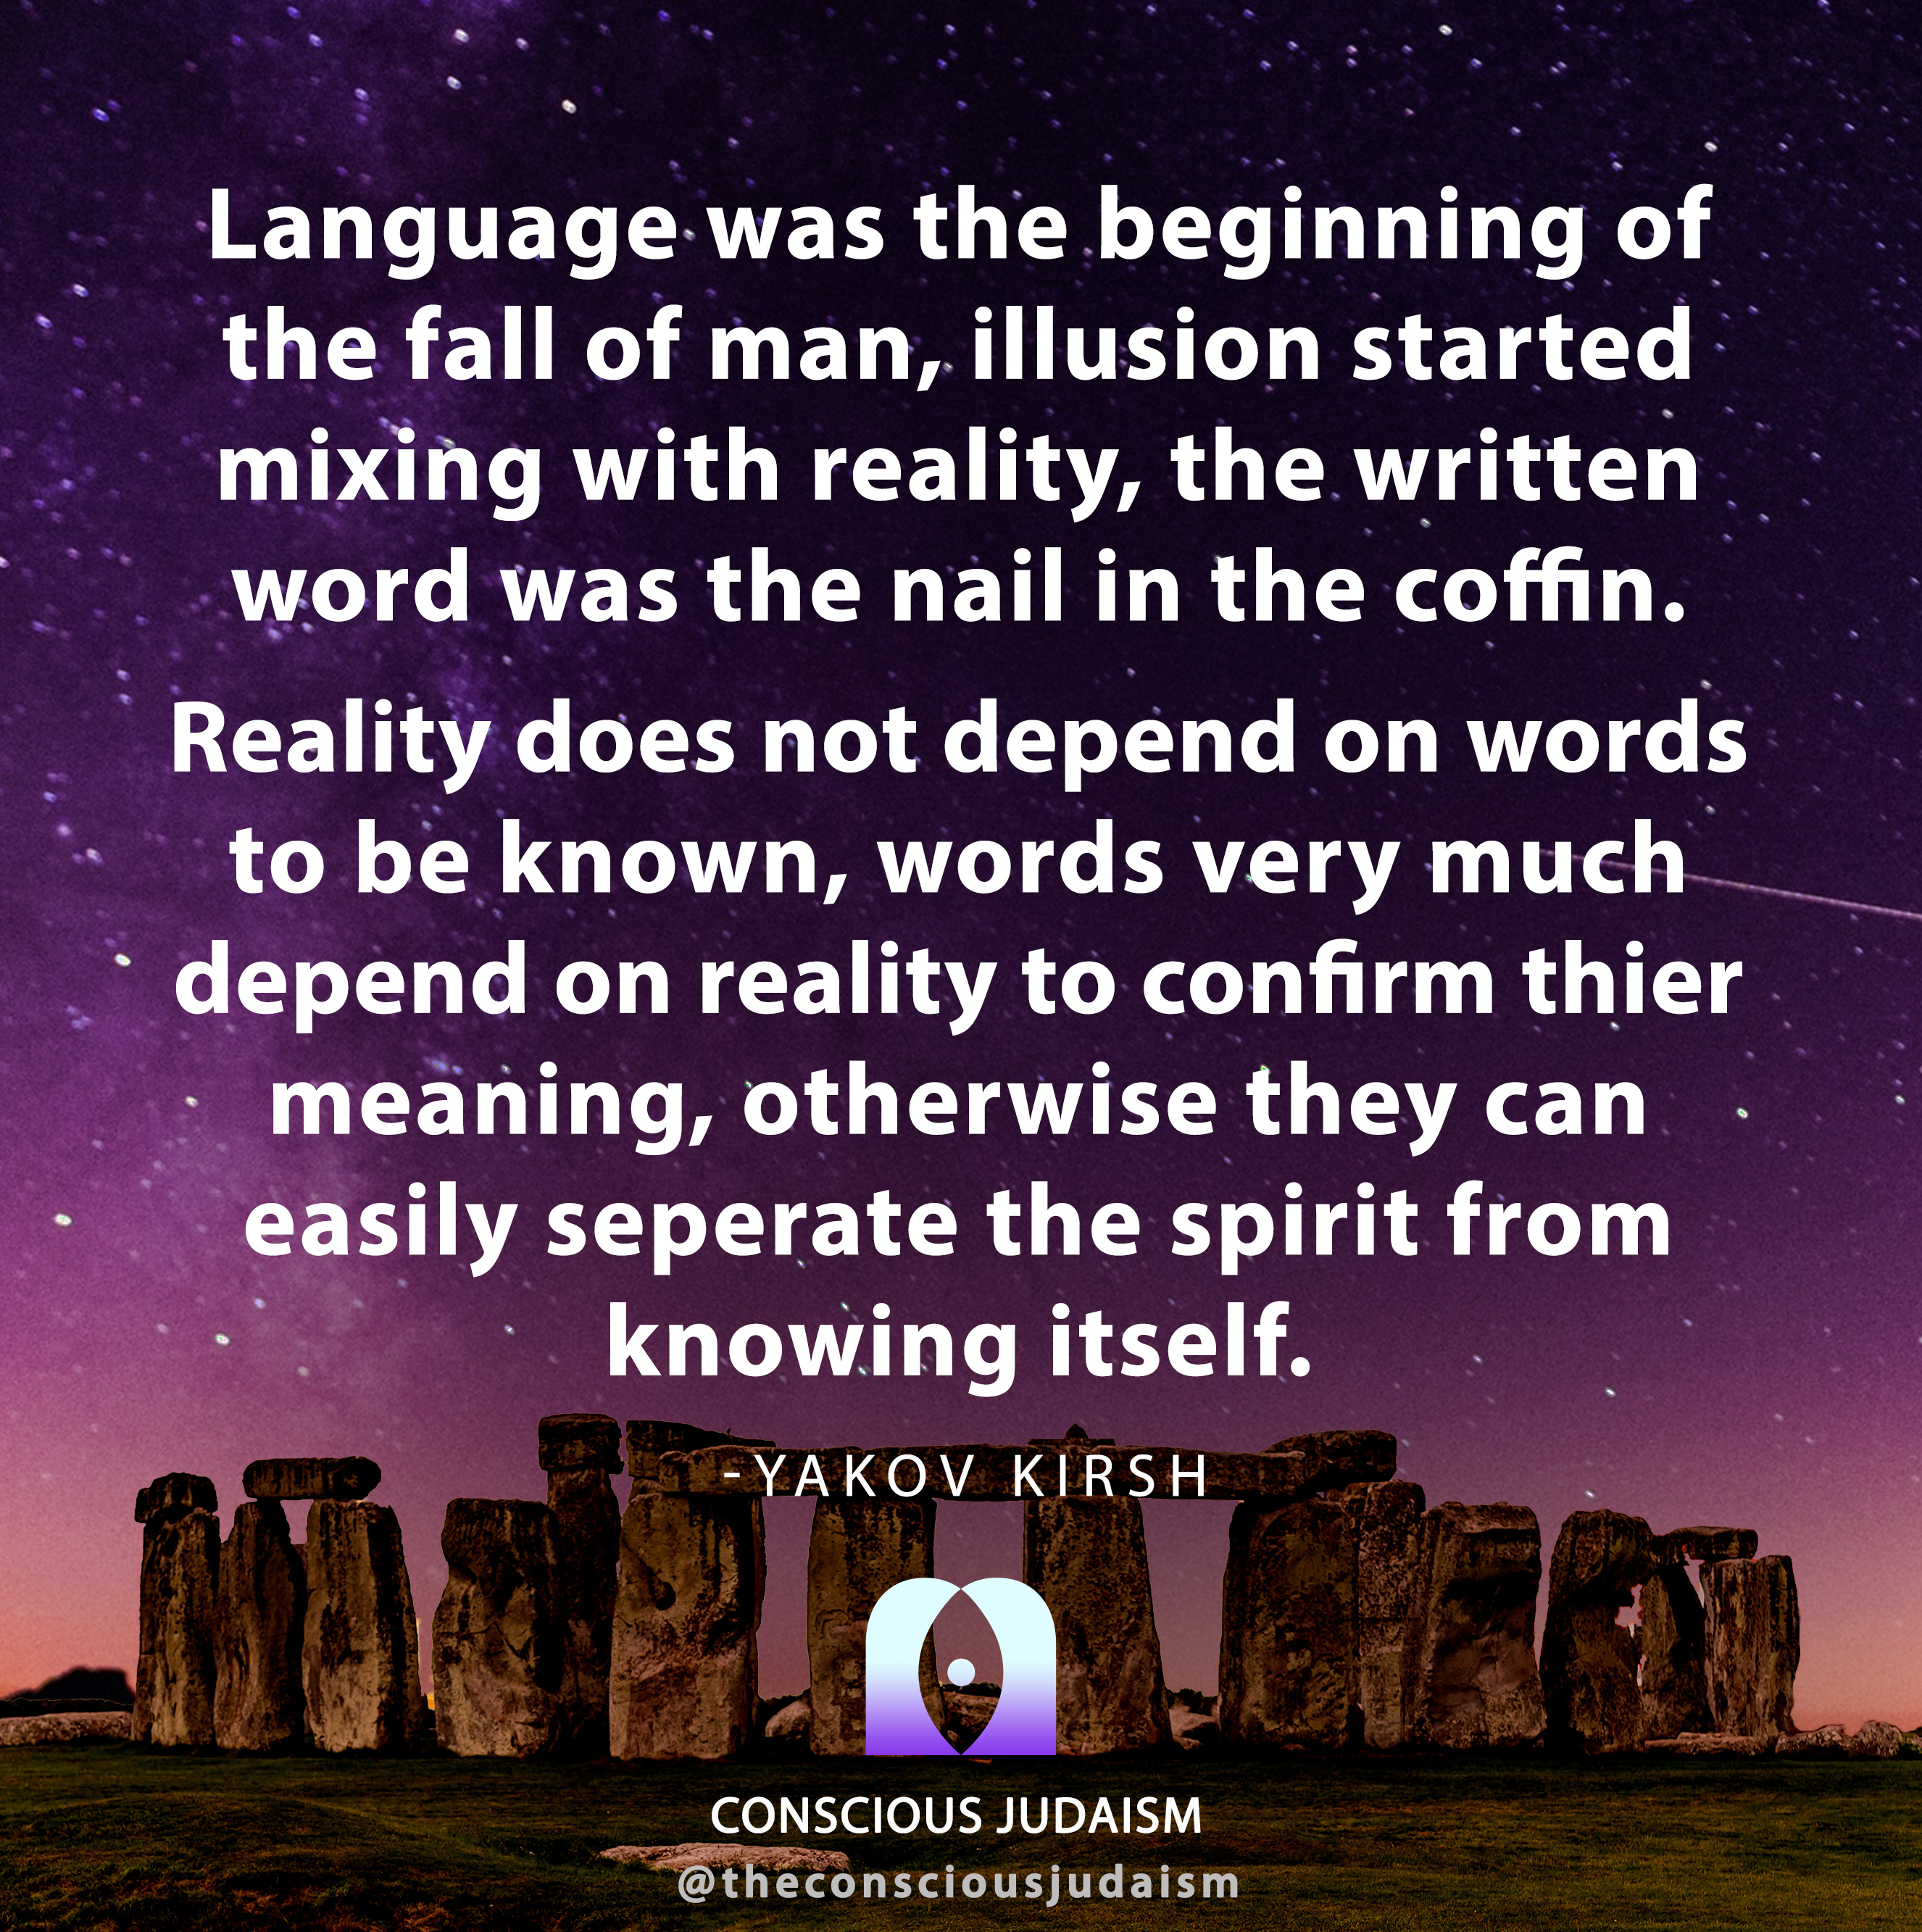 Language was the beginning of
the fall of man, illusion started
mixing with reality, the written
word was the nail in the coffin.
Reality does not depend on words
to be known, words very much
depend on reality to confirm thier
meaning, otherwise they can
easily seperate the spirit from
knowing itself.
-YAKOV KIRSH
CONSCIOUS JUDAISM
@theconsciousjudaism